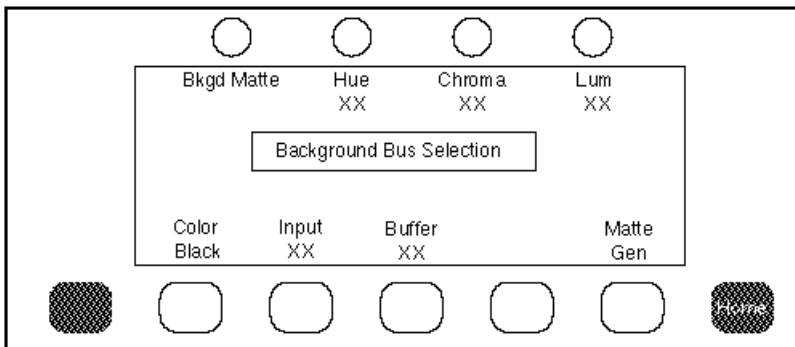 Bkgd Matte Hue Chroma Lum
XX XX XX
Background Bus Selection
Color Input Buffer Matte
Black XX XX Gen
Home